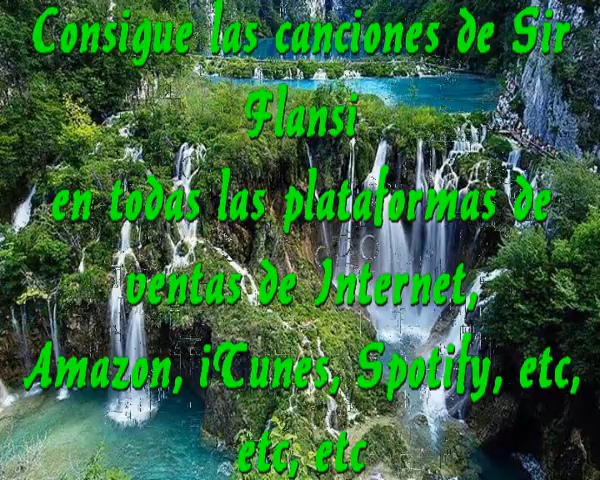 Consigue las canciones de Sir
Flansi
en todas las plataformas de
ventas de Internet,
Amazon, iTunes, Spotify, etc,
etc, etc